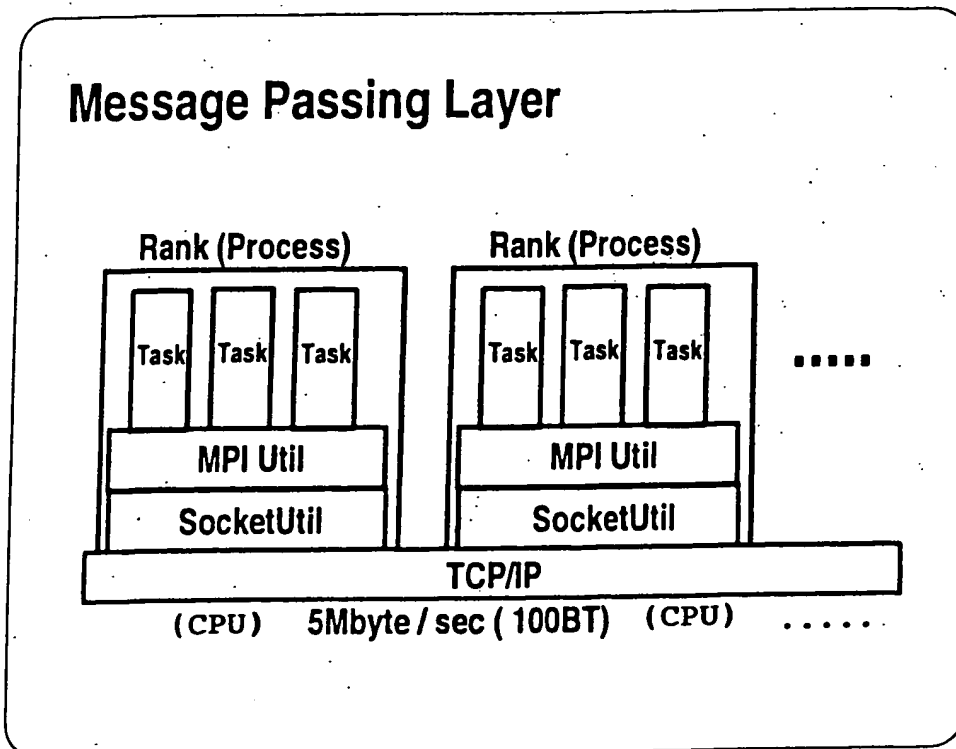 Message Passing Layer
Rank (Process) Rank (Process)
Task Task Task Task Task Task .....
MPI Util MPI Util
SocketUtil SocketUtil
TCP/IP
(CPU) 5Mbyte / sec ( 100BT) (CPU) .....